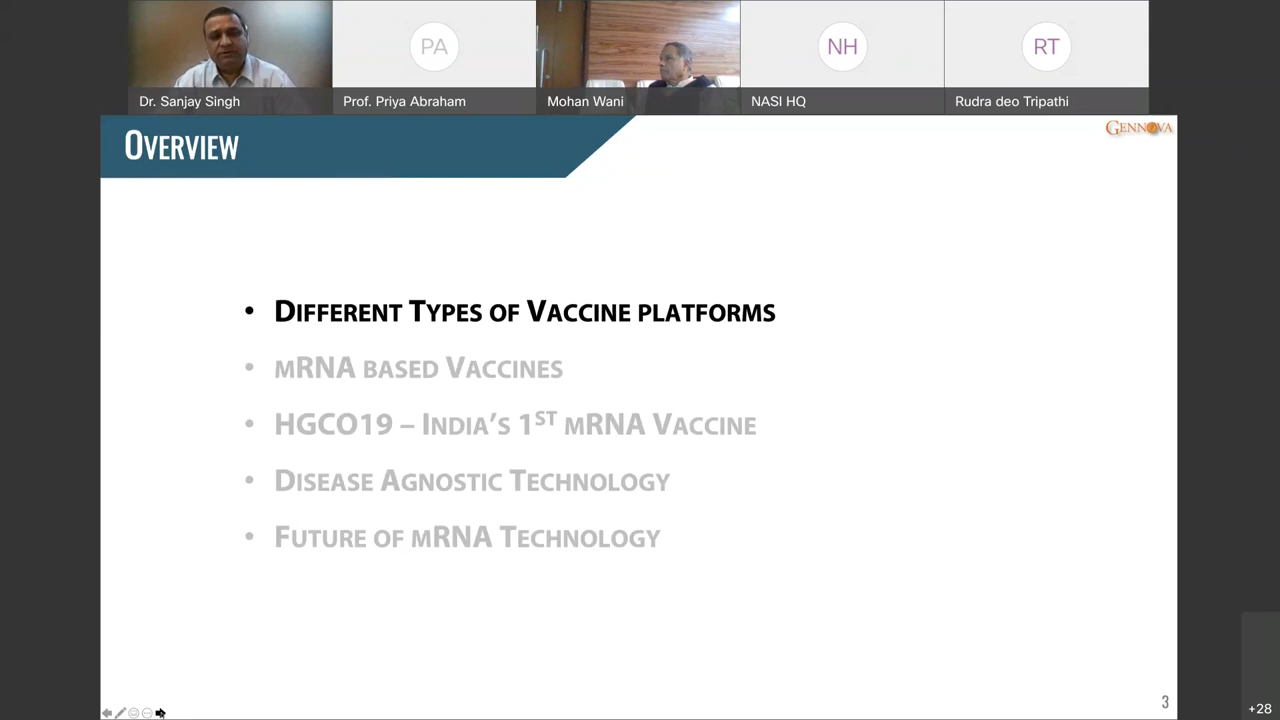 PA
NH
RT
Dr. Sanjay Singh
Prof. Priya Abraham
Mohan Wani
NASI HQ
Rudra deo Tripathi
OVERVIEW
GENNOVA
• DIFFERENT TYPES OF VACCINE PLATFORMS
• mRNA BASED VACCINES
• HGCO19 – INDIA'S 1ST mRNA VACCINE
• DISEASE AGNOSTIC TECHNOLOGY
• FUTURE OF mRNA TECHNOLOGY
3
+28